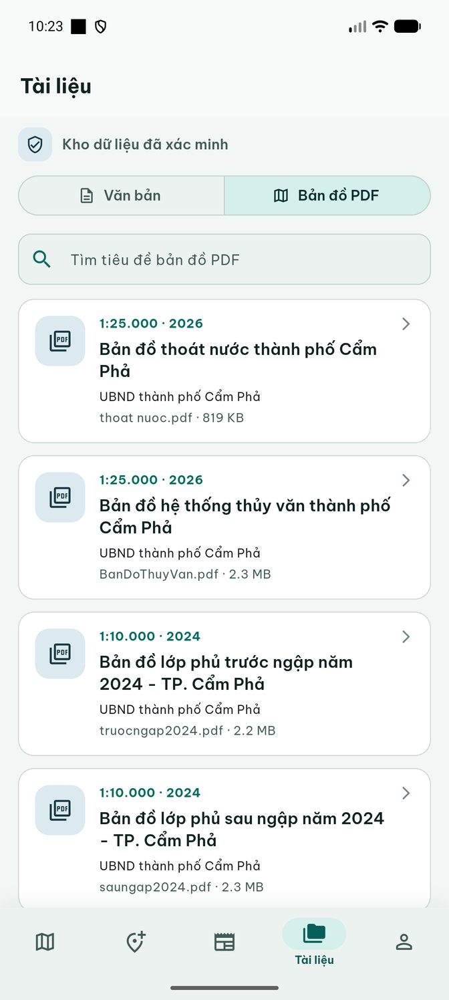 10:23
Tài liệu
Kho dữ liệu đã xác minh
Văn bản
Bản đồ PDF
Tìm tiêu đề bản đồ PDF
PDF
1:25.000 · 2026
Bản đồ thoát nước thành phố Cẩm
Phả
UBND thành phố Cẩm Phả
thoat nuoc.pdf · 819 KB
PDF
1:25.000 · 2026
Bản đồ hệ thống thủy văn thành phố
Cẩm Phả
UBND thành phố Cẩm Phả
BanDoThuyVan.pdf · 2.3 MB
PDF
1:10.000 · 2024
Bản đồ lớp phủ trước ngập năm
2024 - TP. Cẩm Phả
UBND thành phố Cẩm Phả
truocngap2024.pdf · 2.2 MB
PDF
1:10.000 · 2024
Bản đồ lớp phủ sau ngập năm 2024
- TP. Cẩm Phả
UBND thành phố Cẩm Phả
saungap2024.pdf · 2.3 MB
Tài liệu